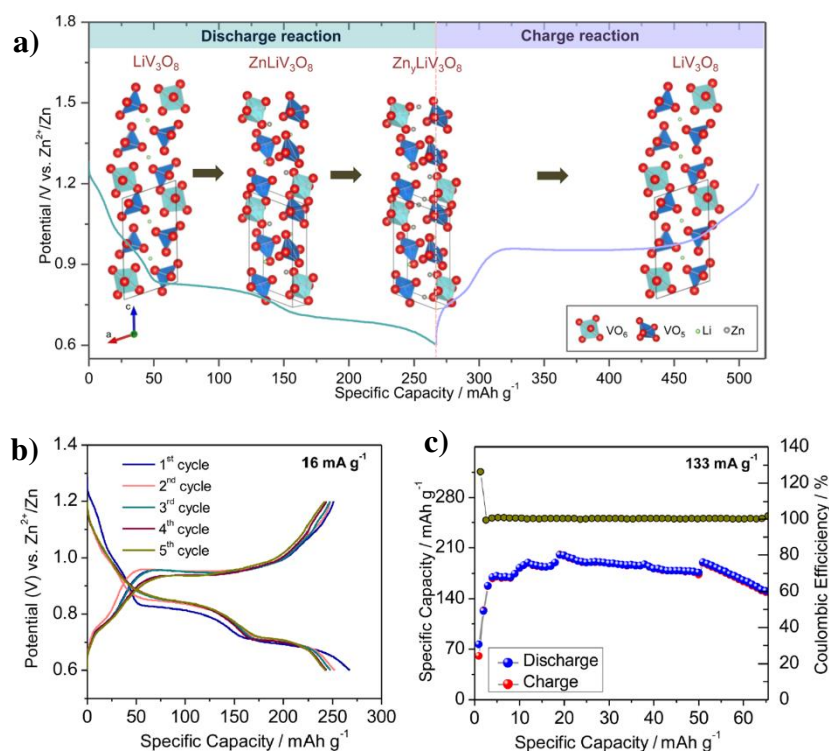 a)
Discharge reaction
Charge reaction
LiV₃O₈
ZnLiV₃O₈
ZnᵧLiV₃O₈
LiV₃O₈
Potential /V vs. Zn²⁺/Zn
1.8
1.5
1.2
0.9
0.6
c
a
VO₆
VO₅
Li
Zn
0 50 100 150 200 250 300 350 400 450 500
Specific Capacity / mAh g⁻¹
b)
16 mA g⁻¹
1ˢᵗ cycle
2ⁿᵈ cycle
3ʳᵈ cycle
4ᵗʰ cycle
5ᵗʰ cycle
Potential (V) vs. Zn²⁺/Zn
1.4
1.2
1.0
0.8
0.6
0 50 100 150 200 250 300
Specific Capacity / mAh g⁻¹
c)
133 mA g⁻¹
Specific Capacity / mAh g⁻¹
280
210
140
70
0
Discharge
Charge
0 10 20 30 40 50 60
140
120
100
80
60
40
20
0
Coulombic Efificiciency / %
Specific Capacity / mAh g⁻¹